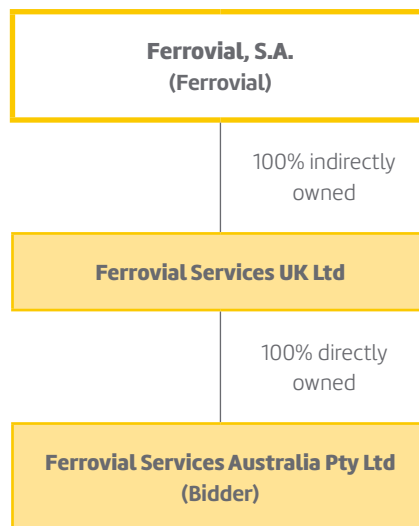 Ferrovial, S.A.
(Ferrovial)
100% indirectly
owned
Ferrovial Services UK Ltd
100% directly
owned
Ferrovial Services Australia Pty Ltd
(Bidder)